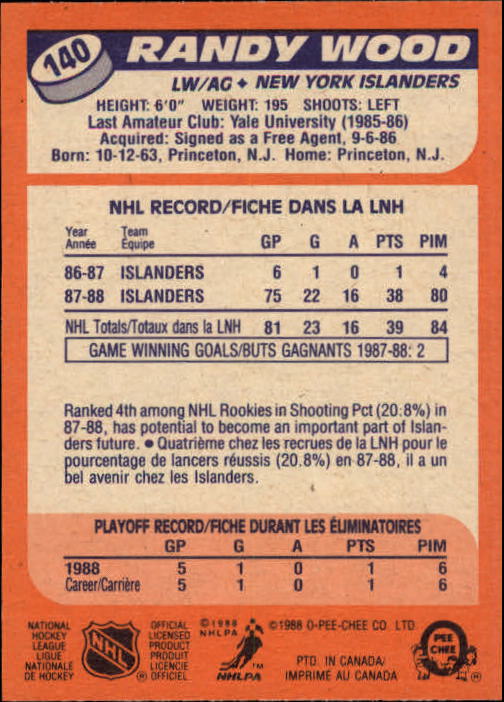 140 RANDY WOOD
LW/AG ♦ NEW YORK ISLANDERS
HEIGHT: 6'0" WEIGHT: 195 SHOOTS: LEFT
Last Amateur Club: Yale University (1985-86)
Acquired: Signed as a Free Agent, 9-6-86
Born: 10-12-63, Princeton, N.J. Home: Princeton, N.J.
NHL RECORD/FICHE DANS LA LNH
Year Team
Année Équipe GP G A PTS PIM
86-87 ISLANDERS 6 1 0 1 4
87-88 ISLANDERS 75 22 16 38 80
NHL Totals/Totaux dans la LNH 81 23 16 39 84
GAME WINNING GOALS/BUTS GAGNANTS 1987-88: 2
Ranked 4th among NHL Rookies in Shooting Pct (20.8%) in
87-88, has potential to become an important part of Islan-
ders future. ● Quatrième chez les recrues de la LNH pour le
pourcentage de lancers réussis (20.8%) en 87-88, il a un
bel avenir chez les Islanders.
PLAYOFF RECORD/FICHE DURANT LES ÉLIMINATOIRES
GP G A PTS PIM
1988 5 1 0 1 6
Career/Carrière 5 1 0 1 6
NATIONAL
HOCKEY
LEAGUE
LIGUE
NATIONALE
DE HOCKEY
NHL
OFFICIAL
LICENSED
PRODUCT
PRODUIT
LICENCIE
® OFFICIEL
©1988
NHLPA
™
NHLPA
©1988 O-PEE-CHEE CO. LTD.
PTD. IN CANADA/
IMPRIMÉ AU CANADA
O
PEE
CHEE
®